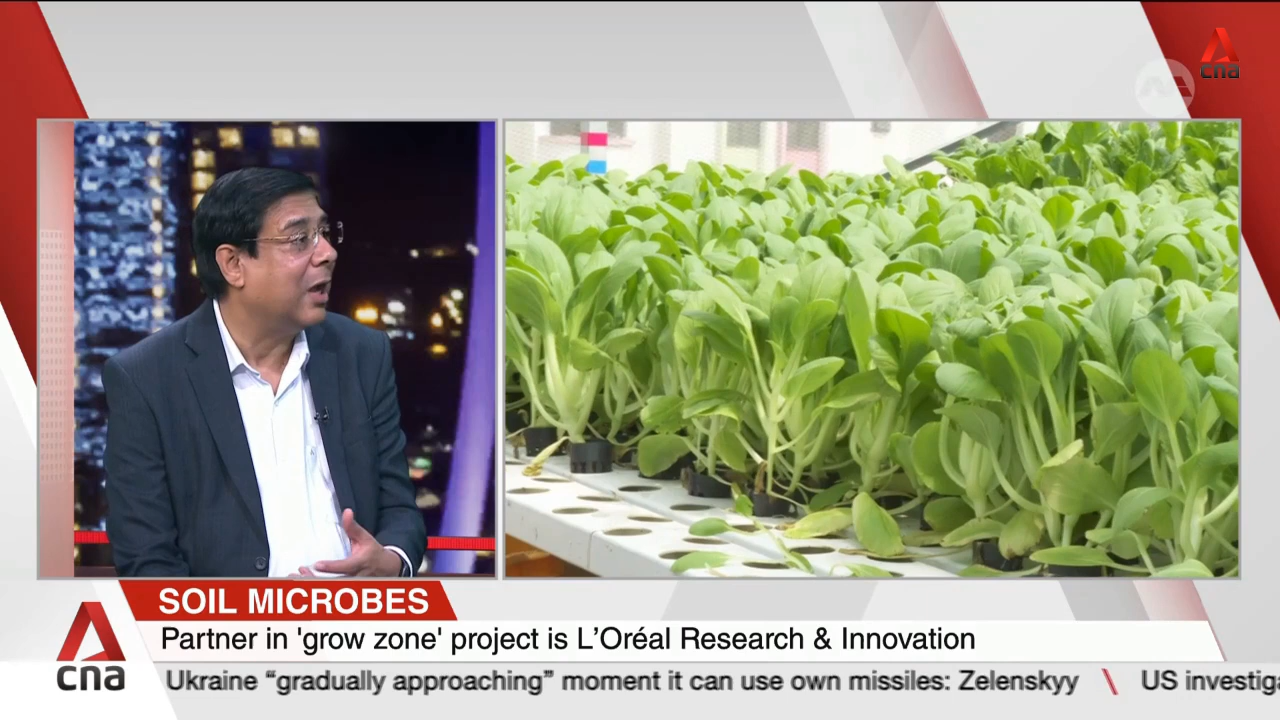 cna
SOIL MICROBES
Partner in 'grow zone' project is L’Oréal Research & Innovation
cna
Ukraine “gradually approaching” moment it can use own missiles: Zelenskyy \ US investiga